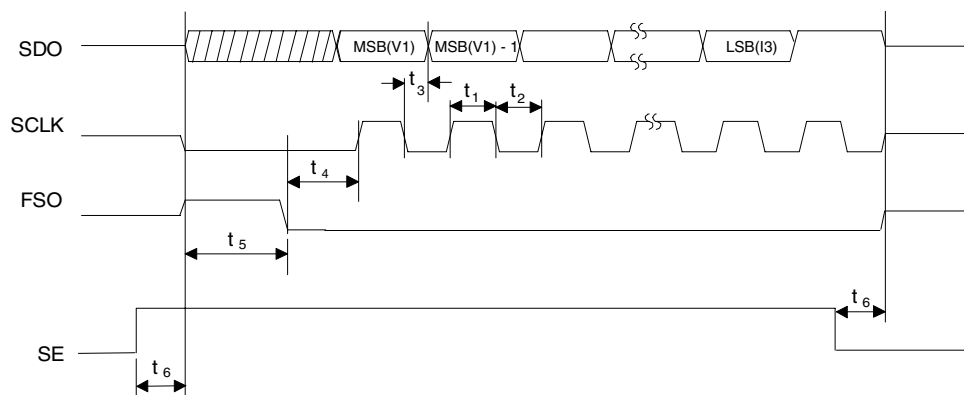 SDO
MSB(V1)
MSB(V1) - 1
LSB(I3)
t3
t1
t2
SCLK
t4
FSO
t5
t6
SE
t6